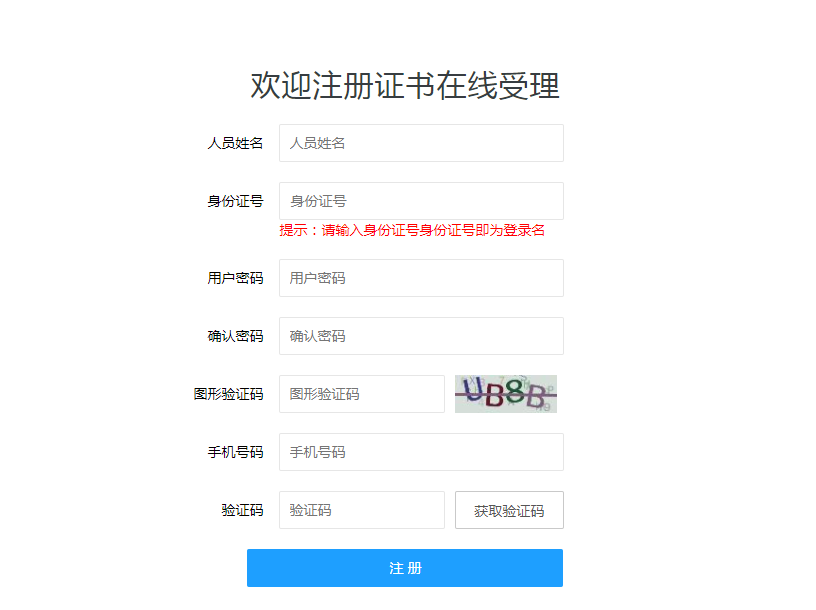 欢迎注册证书在线受理
人员姓名 人员姓名
身份证号 身份证号
提示：请输入身份证号身份证号即为登录名
用户密码 用户密码
确认密码 确认密码
图形验证码 图形验证码 UB8B
手机号码 手机号码
验证码 验证码 获取验证码
注 册